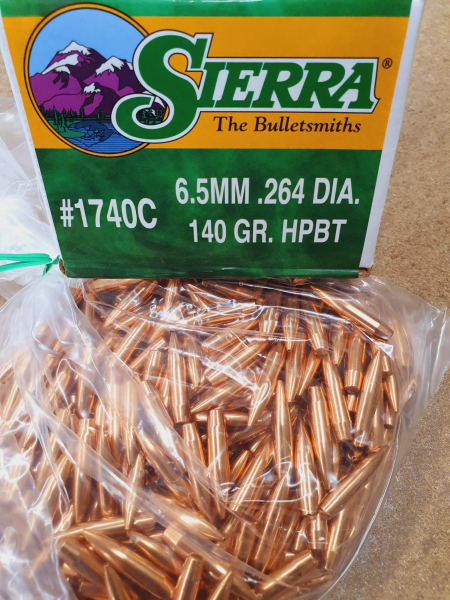 SIERRA®
The Bulletsmiths
#1740C
6.5MM .264 DIA.
140 GR. HPBT